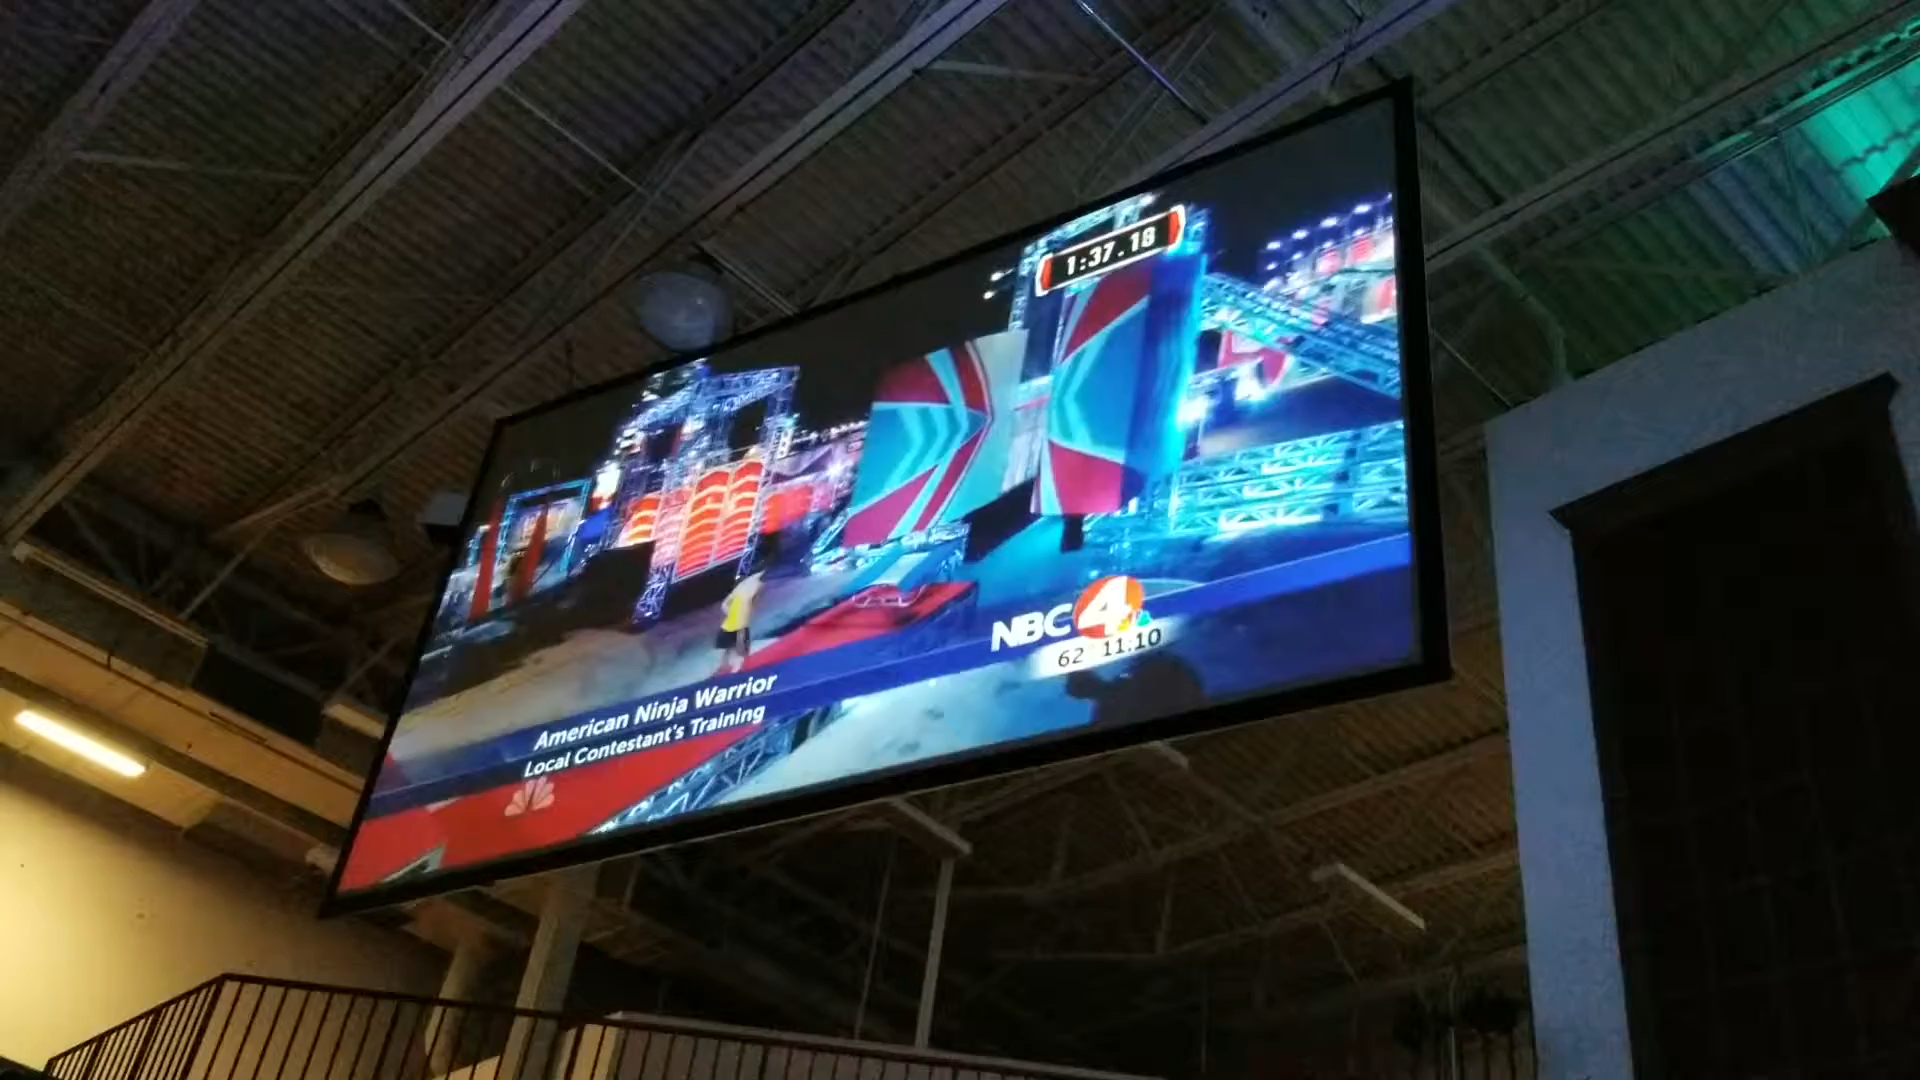 1:37.18
NBC 4
62° 11:10
American Ninja Warrior
Local Contestant's Training